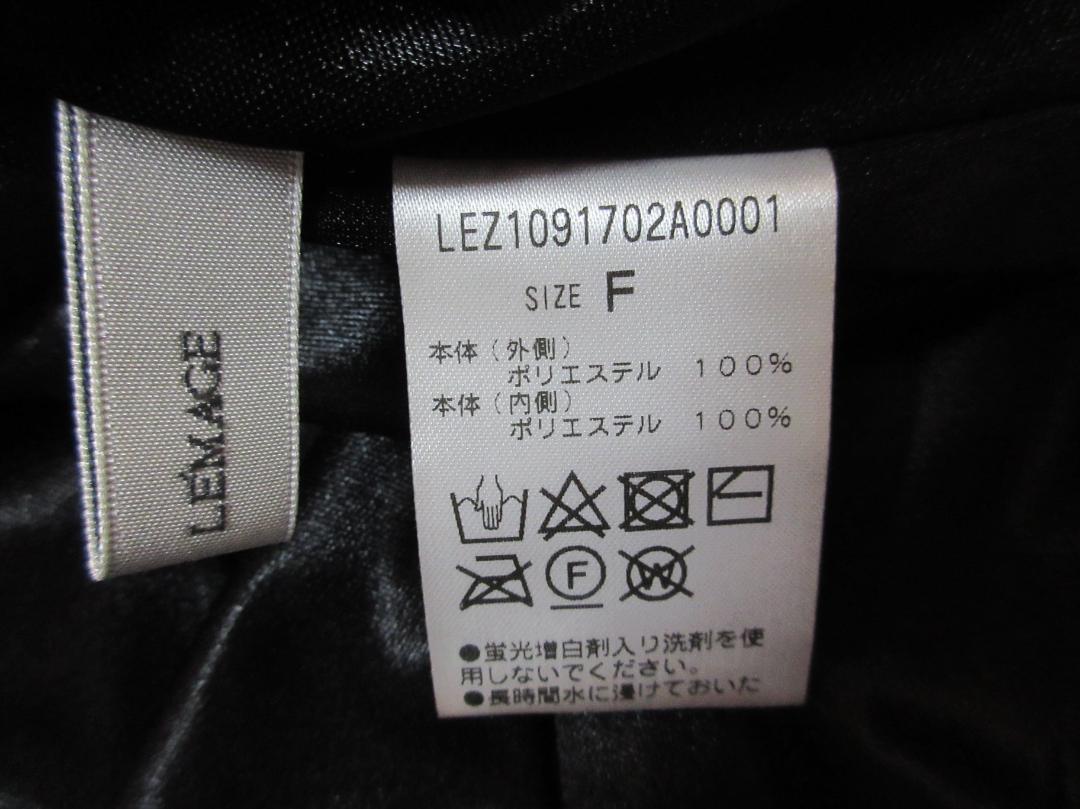 LEMAGE
LEZ1091702A0001
SIZE F
本体（外側）
ポリエステル 100%
本体（内側）
ポリエステル 100%
F
W
●蛍光増白剤入り洗剤を使
用しないでください。
●長時間水に浸けておいた